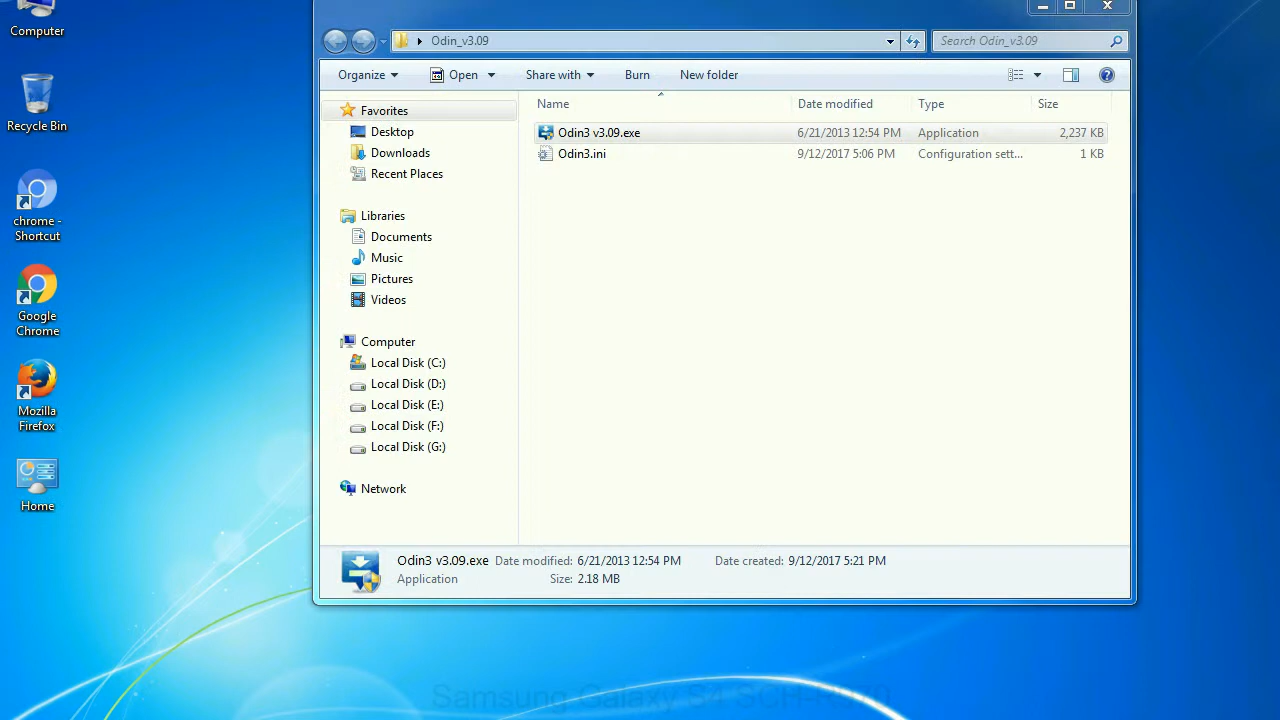 Computer
Recycle Bin
chrome -
Shortcut
Google
Chrome
Mozilla
Firefox
Home
Odin_v3.09
Search Odin_v3.09
Organize Open Share with Burn New folder
Name Date modified Type Size
Odin3 v3.09.exe 6/21/2013 12:54 PM Application 2,237 KB
Odin3.ini 9/12/2017 5:06 PM Configuration sett... 1 KB
Favorites
Desktop
Downloads
Recent Places
Libraries
Documents
Music
Pictures
Videos
Computer
Local Disk (C:)
Local Disk (D:)
Local Disk (E:)
Local Disk (F:)
Local Disk (G:)
Network
Odin3 v3.09.exe Date modified: 6/21/2013 12:54 PM Date created: 9/12/2017 5:21 PM
Application Size: 2.18 MB
Samsung Galaxy S4 SCH-R970